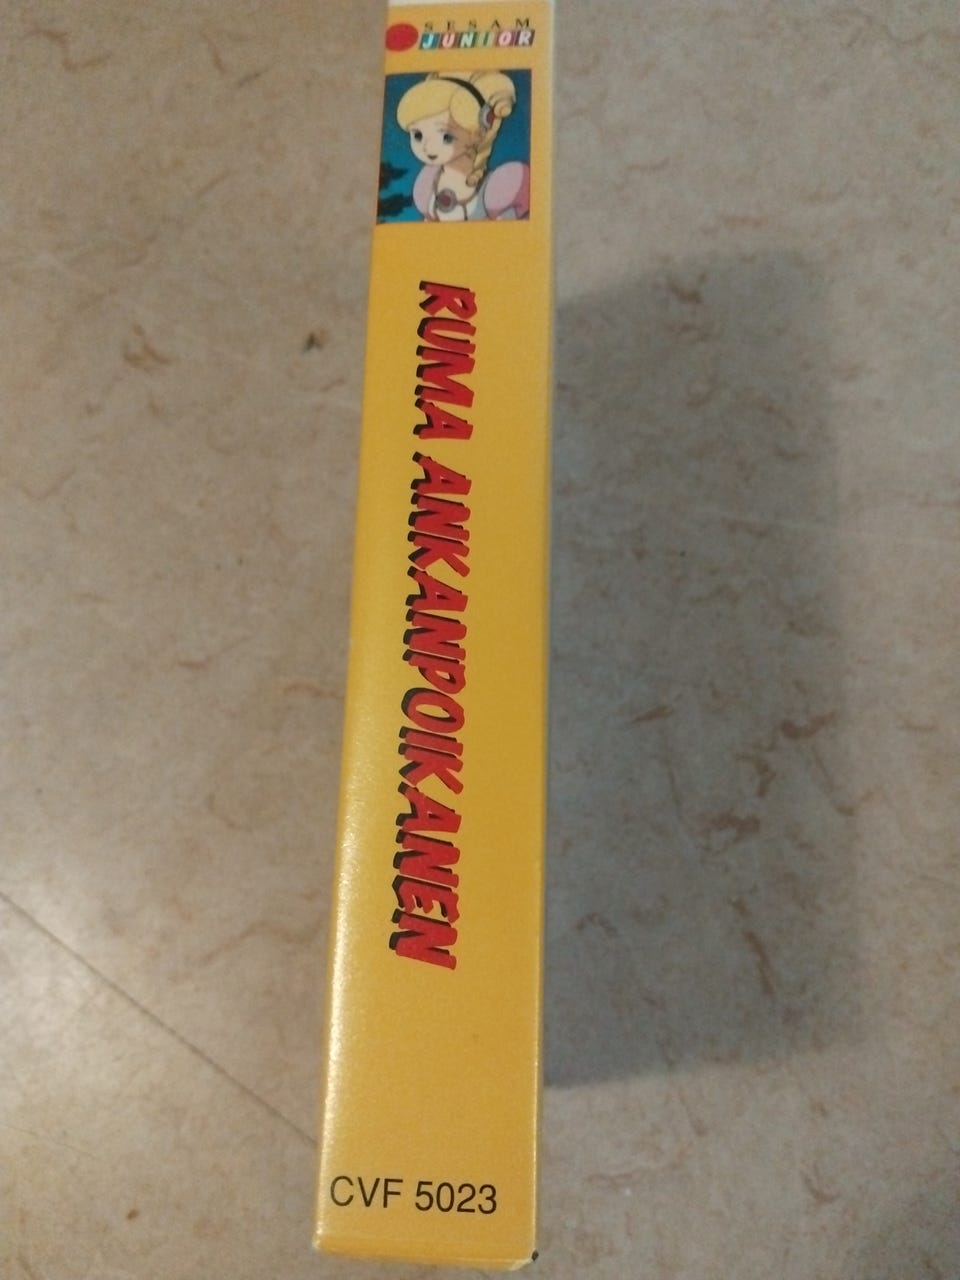 SESAM
JUNIOR
RUMA ANKANPOIKANEN
CVF 5023